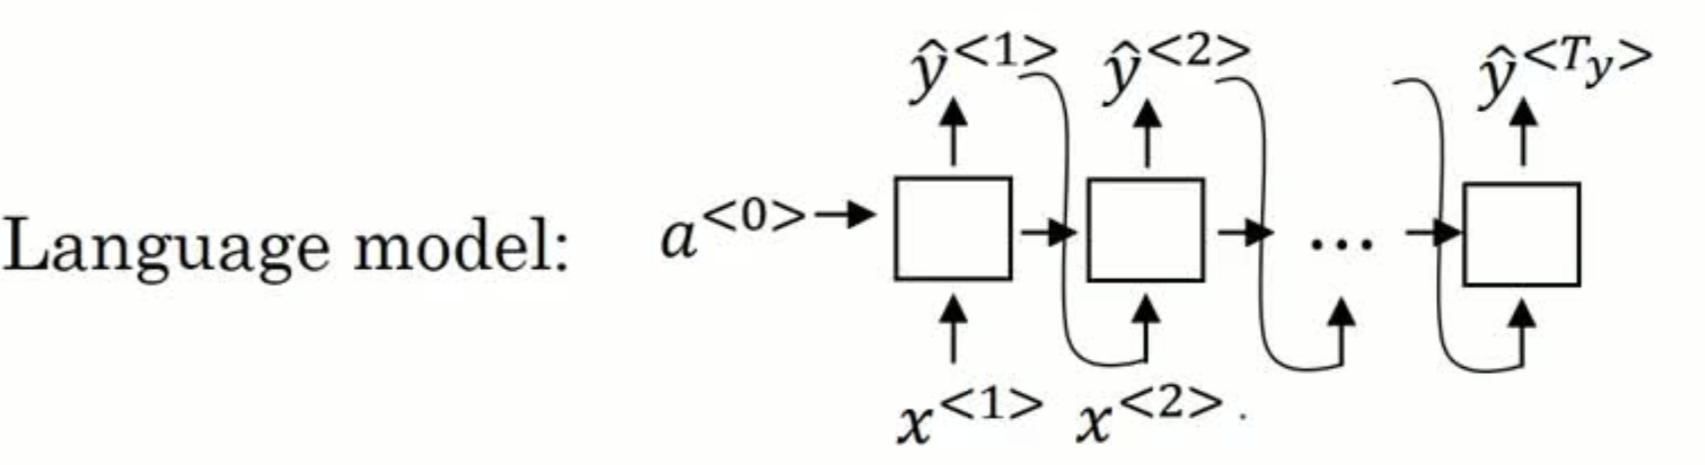 ŷ<1> ŷ<2> ŷ<Ty>
Language model: a<0> ...
x<1> x<2> .